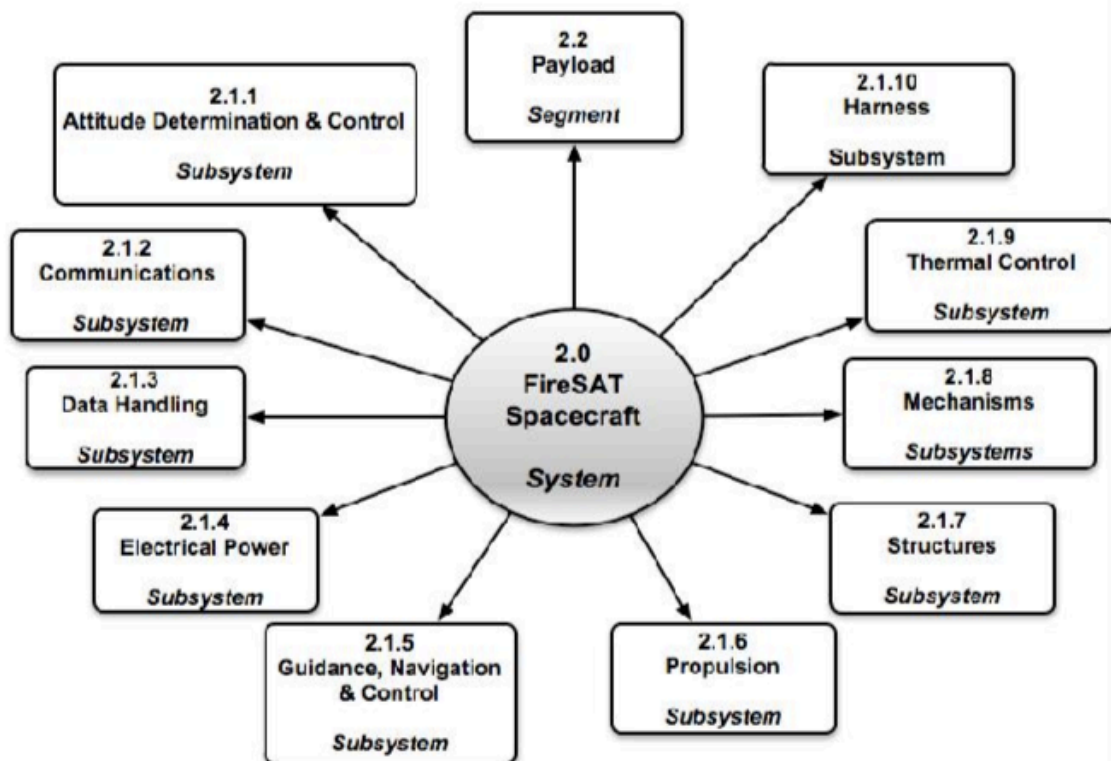 2.2
Payload
Segment
2.1.1
Attitude Determination & Control
Subsystem
2.1.10
Harness
Subsystem
2.1.2
Communications
Subsystem
2.1.9
Thermal Control
Subsystem
2.0
FireSAT
Spacecraft
System
2.1.3
Data Handling
Subsystem
2.1.8
Mechanisms
Subsystems
2.1.4
Electrical Power
Subsystem
2.1.7
Structures
Subsystem
2.1.5
Guidance, Navigation
& Control
Subsystem
2.1.6
Propulsion
Subsystem